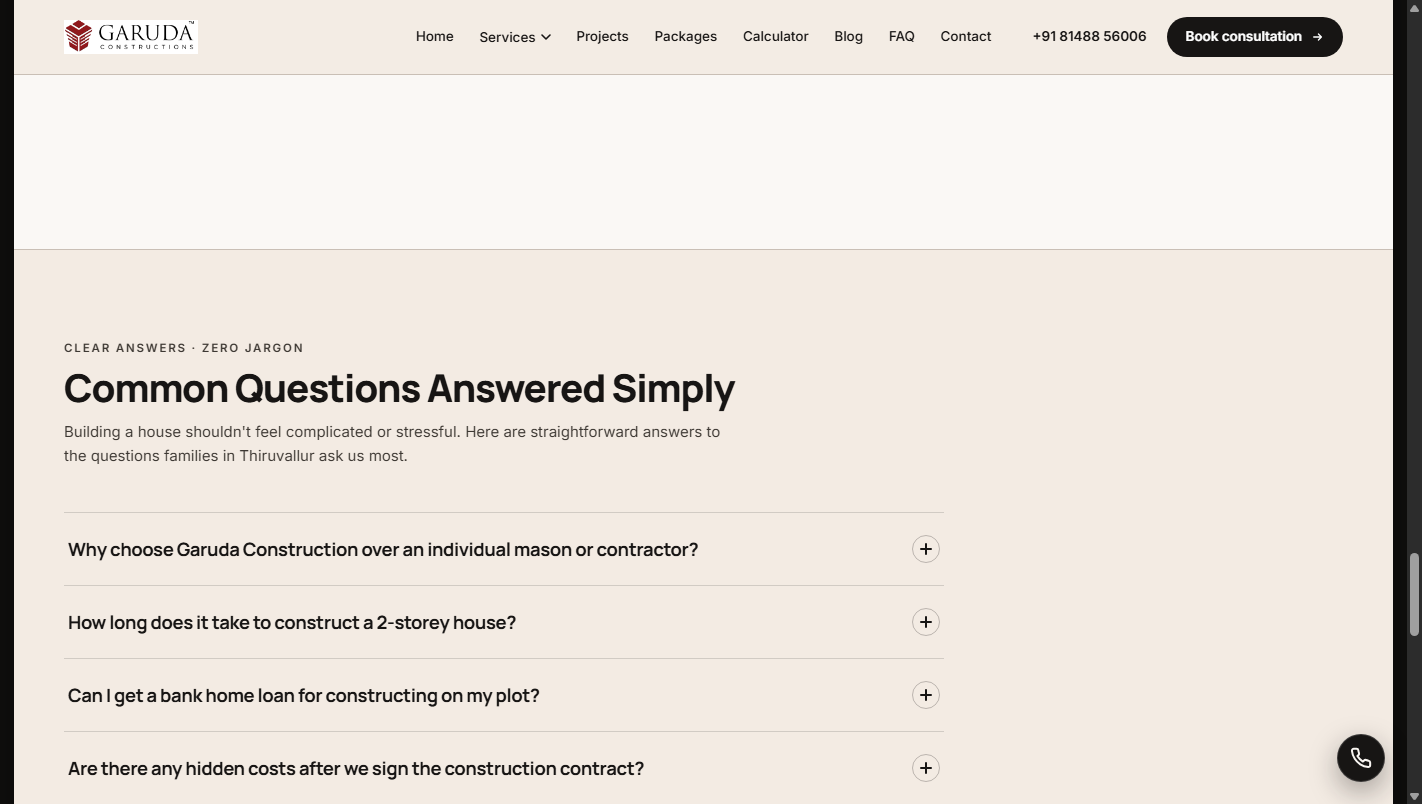 GARUDA™
CONSTRUCTIONS
Home Services Projects Packages Calculator Blog FAQ Contact +91 81488 56006 Book consultation →
CLEAR ANSWERS · ZERO JARGON
Common Questions Answered Simply
Building a house shouldn't feel complicated or stressful. Here are straightforward answers to
the questions families in Thiruvallur ask us most.
Why choose Garuda Construction over an individual mason or contractor?
How long does it take to construct a 2-storey house?
Can I get a bank home loan for constructing on my plot?
Are there any hidden costs after we sign the construction contract?